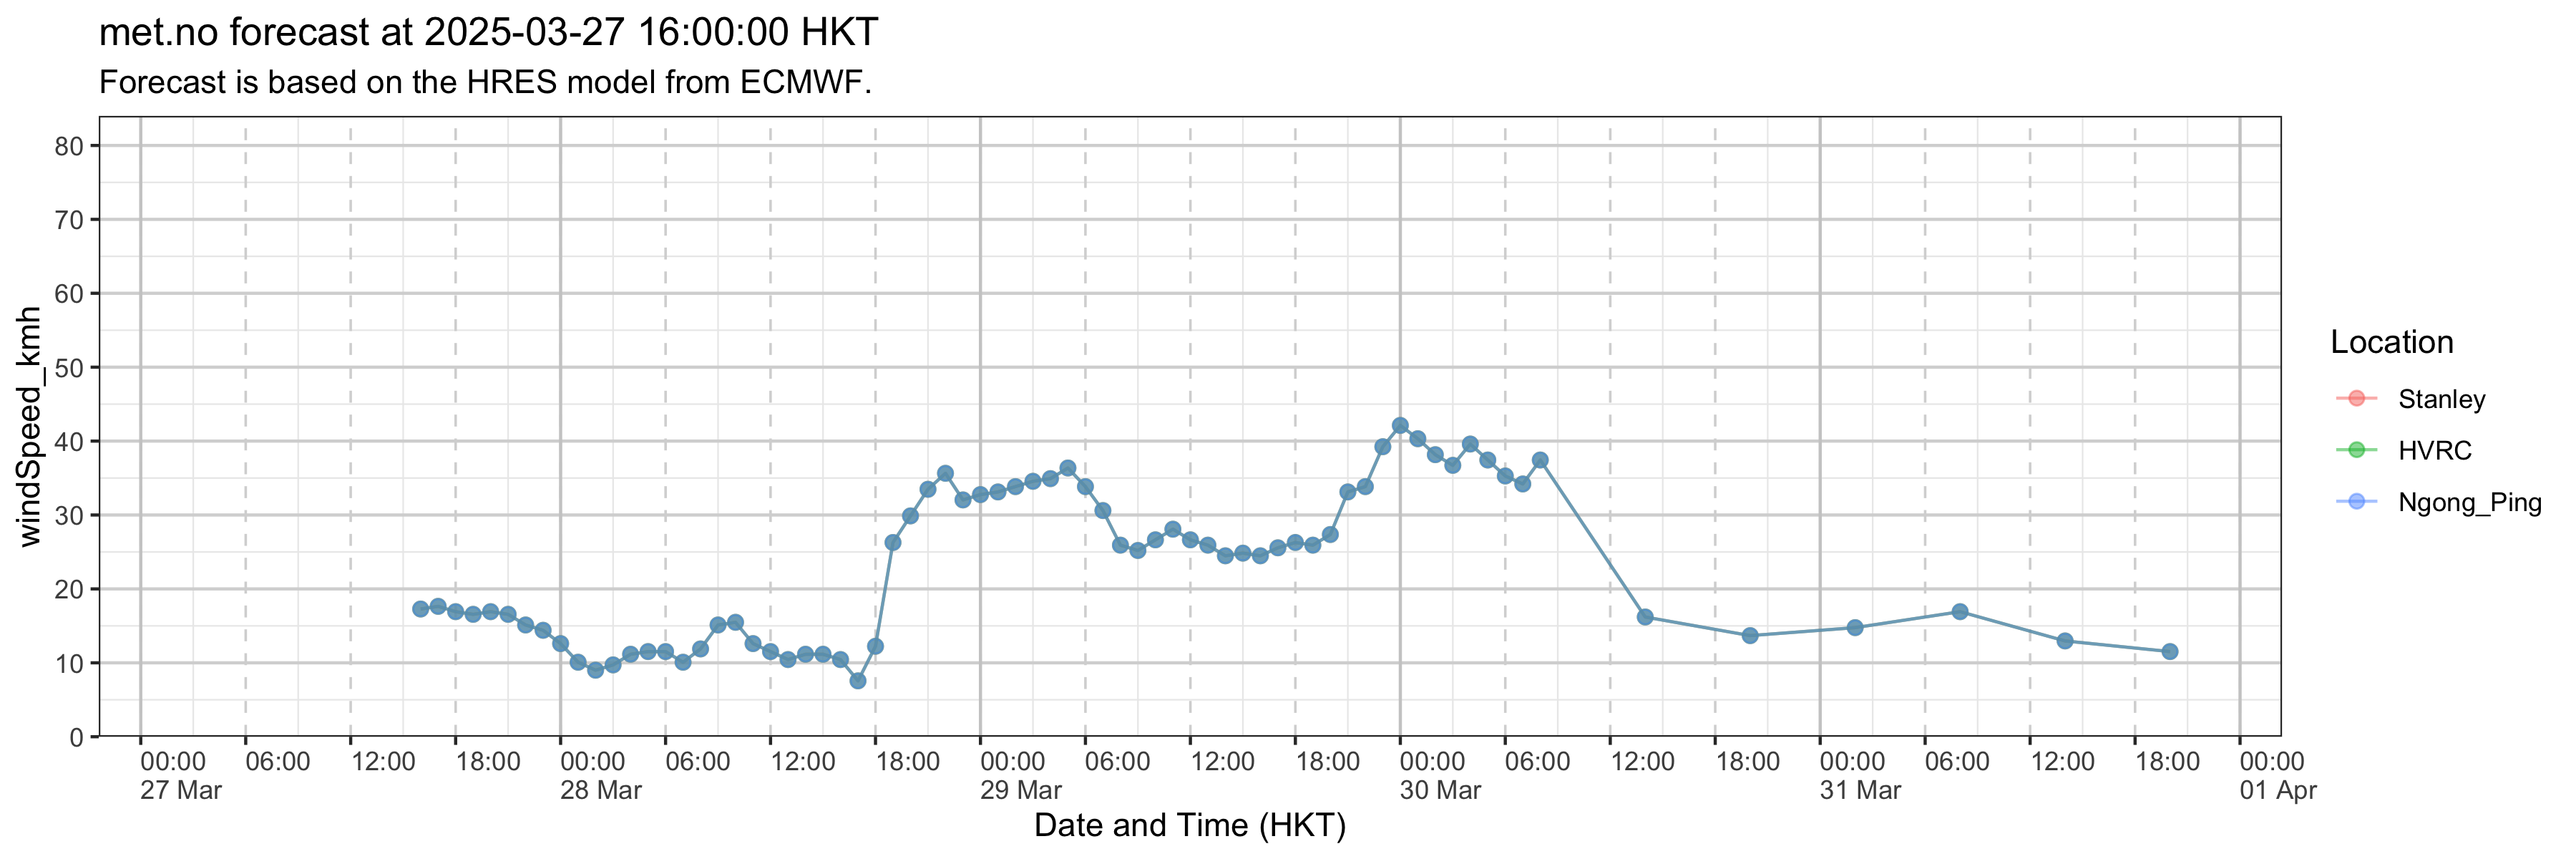 met.no forecast at 2025-03-27 16:00:00 HKT
Forecast is based on the HRES model from ECMWF.
windSpeed_kmh
80
70
60
50
40
30
20
10
0
00:00 06:00 12:00 18:00 00:00 06:00 12:00 18:00 00:00 06:00 12:00 18:00 00:00 06:00 12:00 18:00 00:00 06:00 12:00 18:00 00:00
27 Mar 28 Mar 29 Mar 30 Mar 31 Mar 01 Apr
Date and Time (HKT)
Location
Stanley
HVRC
Ngong_Ping